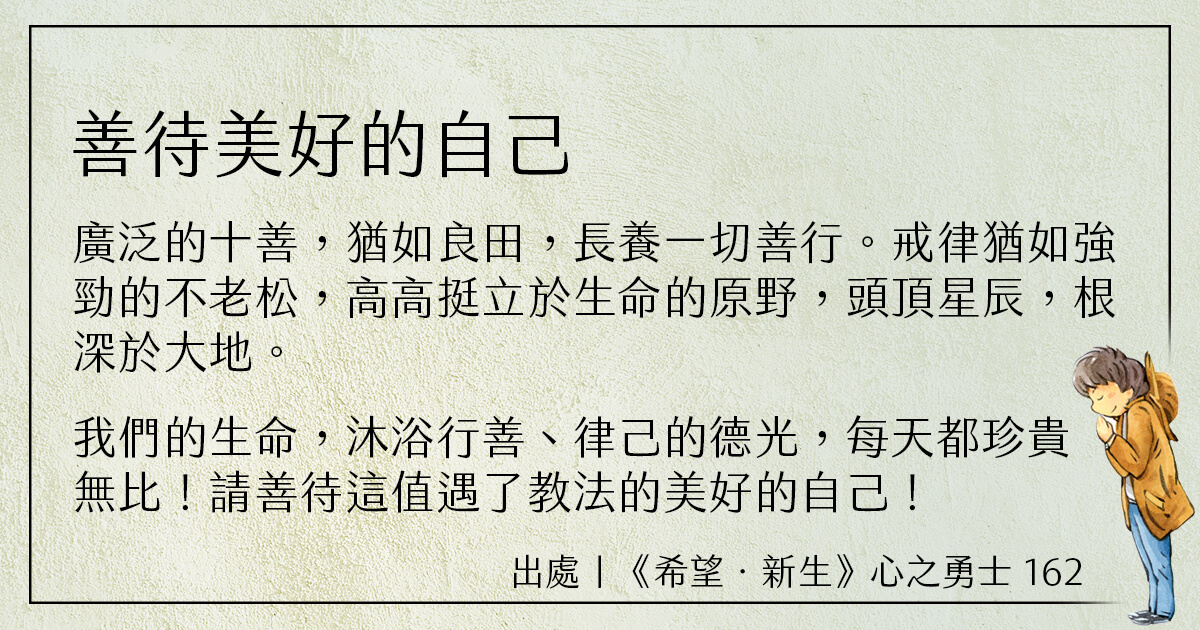 善待美好的自己
廣泛的十善，猶如良田，長養一切善行。戒律猶如強
勁的不老松，高高挺立於生命的原野，頭頂星辰，根
深於大地。
我們的生命，沐浴行善、律己的德光，每天都珍貴
無比！請善待這值遇了教法的美好的自己！
出處｜《希望．新生》心之勇士 162